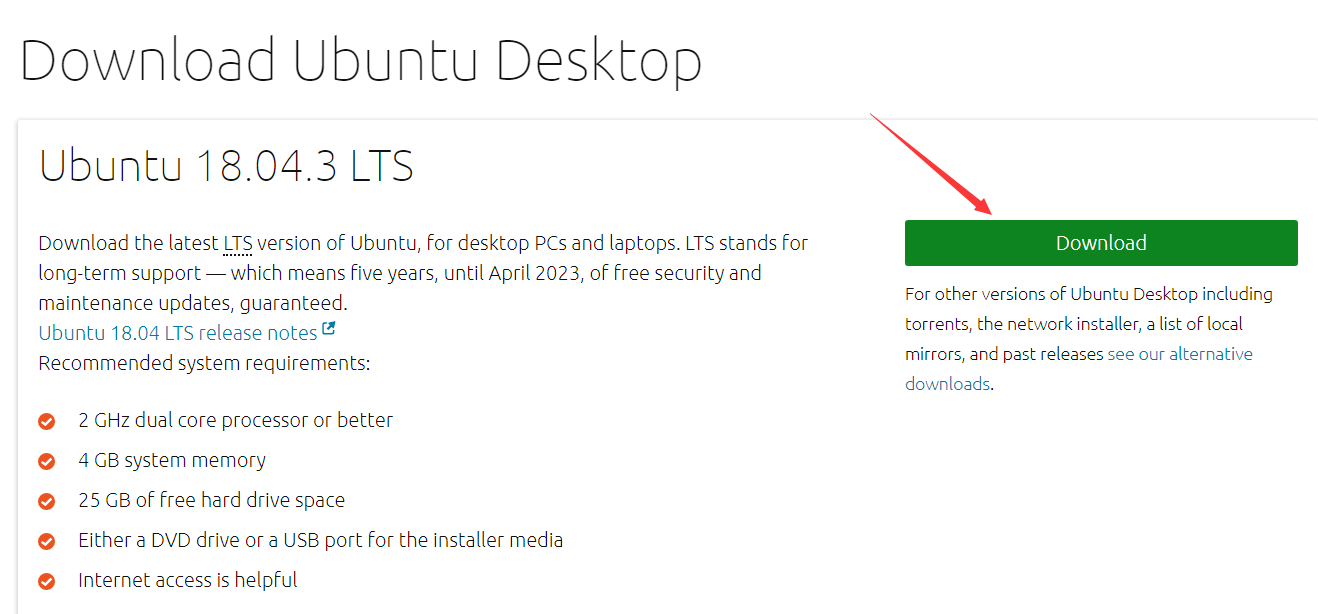 Download Ubuntu Desktop
Ubuntu 18.04.3 LTS
Download the latest LTS version of Ubuntu, for desktop PCs and laptops. LTS stands for
long-term support — which means five years, until April 2023, of free security and
maintenance updates, guaranteed.
Ubuntu 18.04 LTS release notes
Recommended system requirements:
2 GHz dual core processor or better
4 GB system memory
25 GB of free hard drive space
Either a DVD drive or a USB port for the installer media
Internet access is helpful
Download
For other versions of Ubuntu Desktop including
torrents, the network installer, a list of local
mirrors, and past releases see our alternative
downloads.